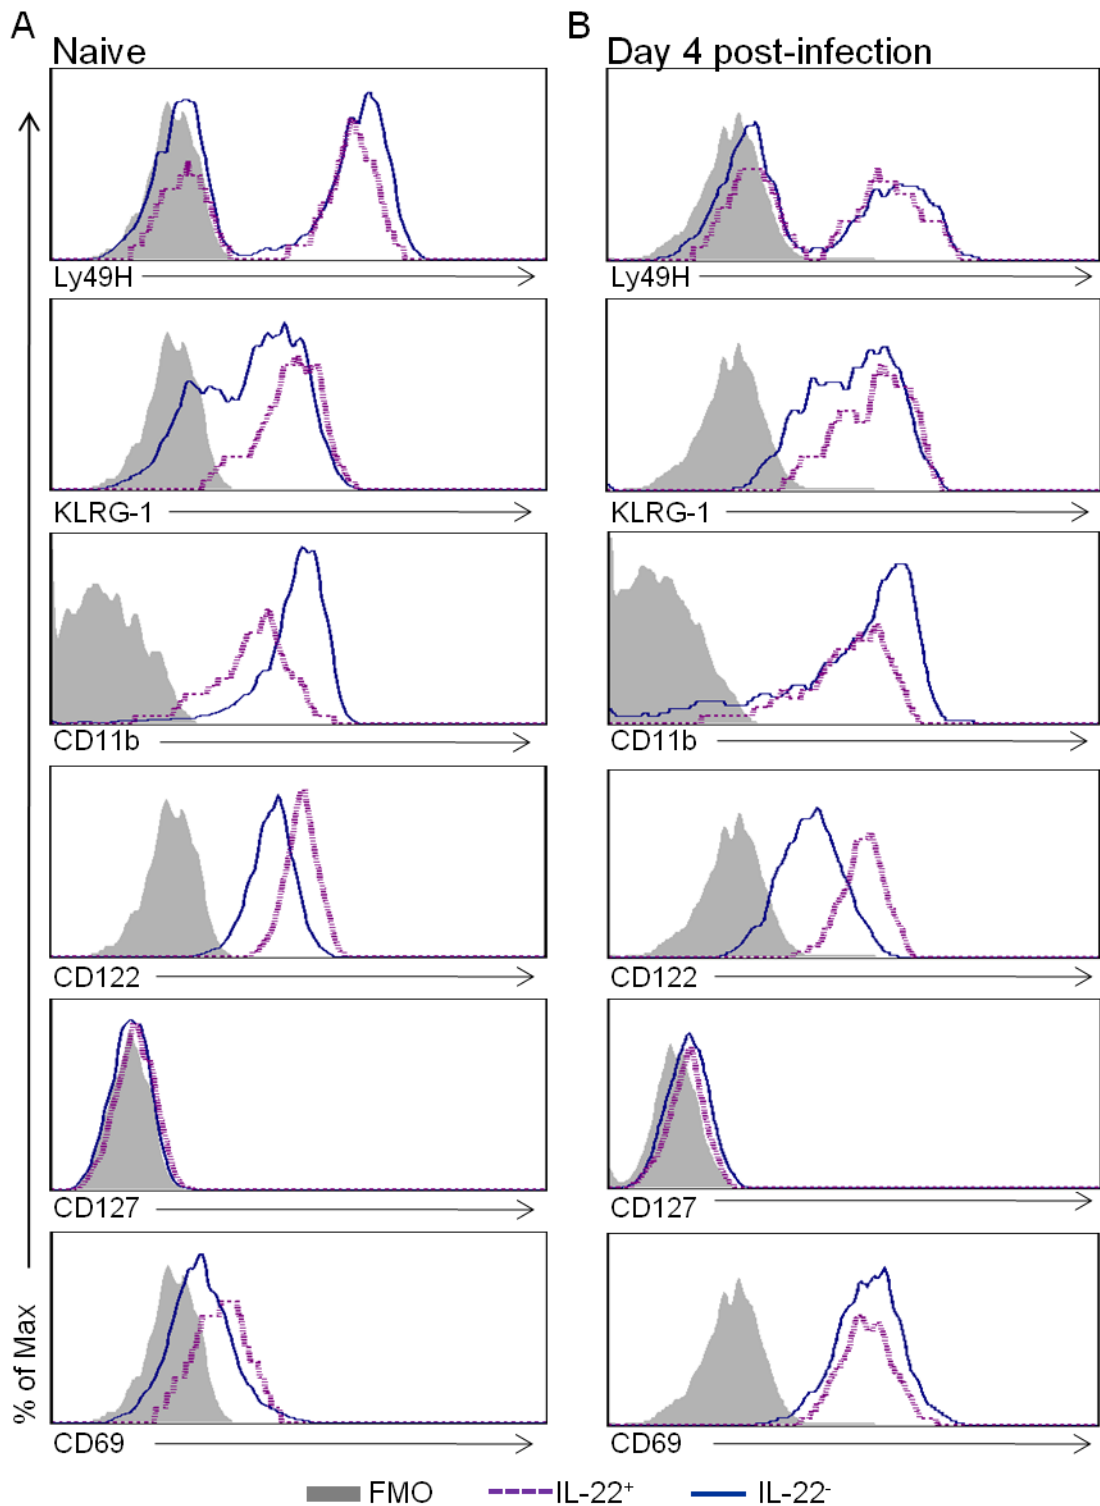 A
Naive
Ly49H
KLRG-1
CD11b
CD122
CD127
CD69
% of Max
B
Day 4 post-infection
Ly49H
KLRG-1
CD11b
CD122
CD127
CD69
FMO IL-22⁺ IL-22⁻